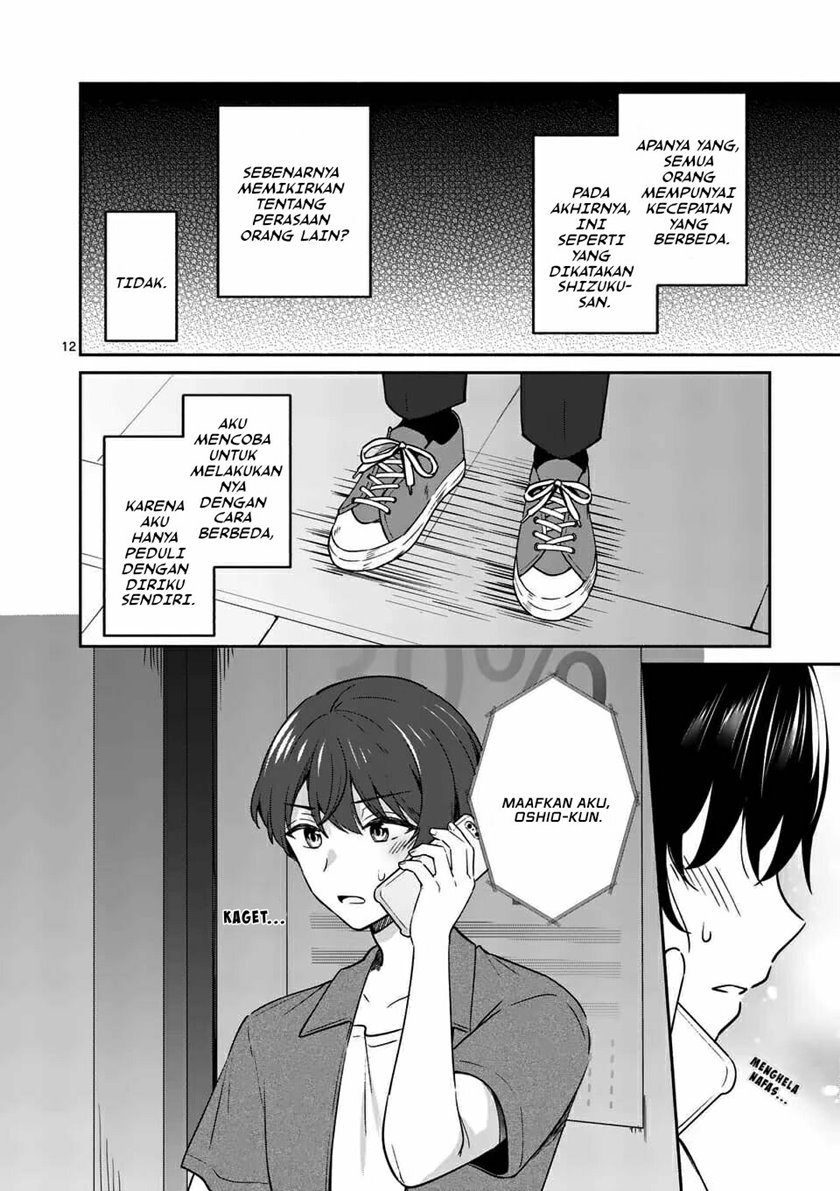 APANYA YANG,
SEMUA
ORANG
MEMPUNYAI
KECEPATAN
YANG
BERBEDA.
PADA
AKHIRNYA,
INI
SEPERTI
YANG
DIKATAKAN
SHIZUKU-
SAN.
SEBENARNYA
MEMIKIRKAN
TENTANG
PERASAAN
ORANG LAIN?
TIDAK.
12
AKU
MENCOBA
UNTUK
MELAKUKAN
NYA
DENGAN
CARA
BERBEDA,
KARENA
AKU
HANYA
PEDULI
DENGAN
DIRIKU
SENDIRI.
MENGHELA
NAFAS...
MAAFKAN AKU,
OSHIO-KUN.
KAGET...